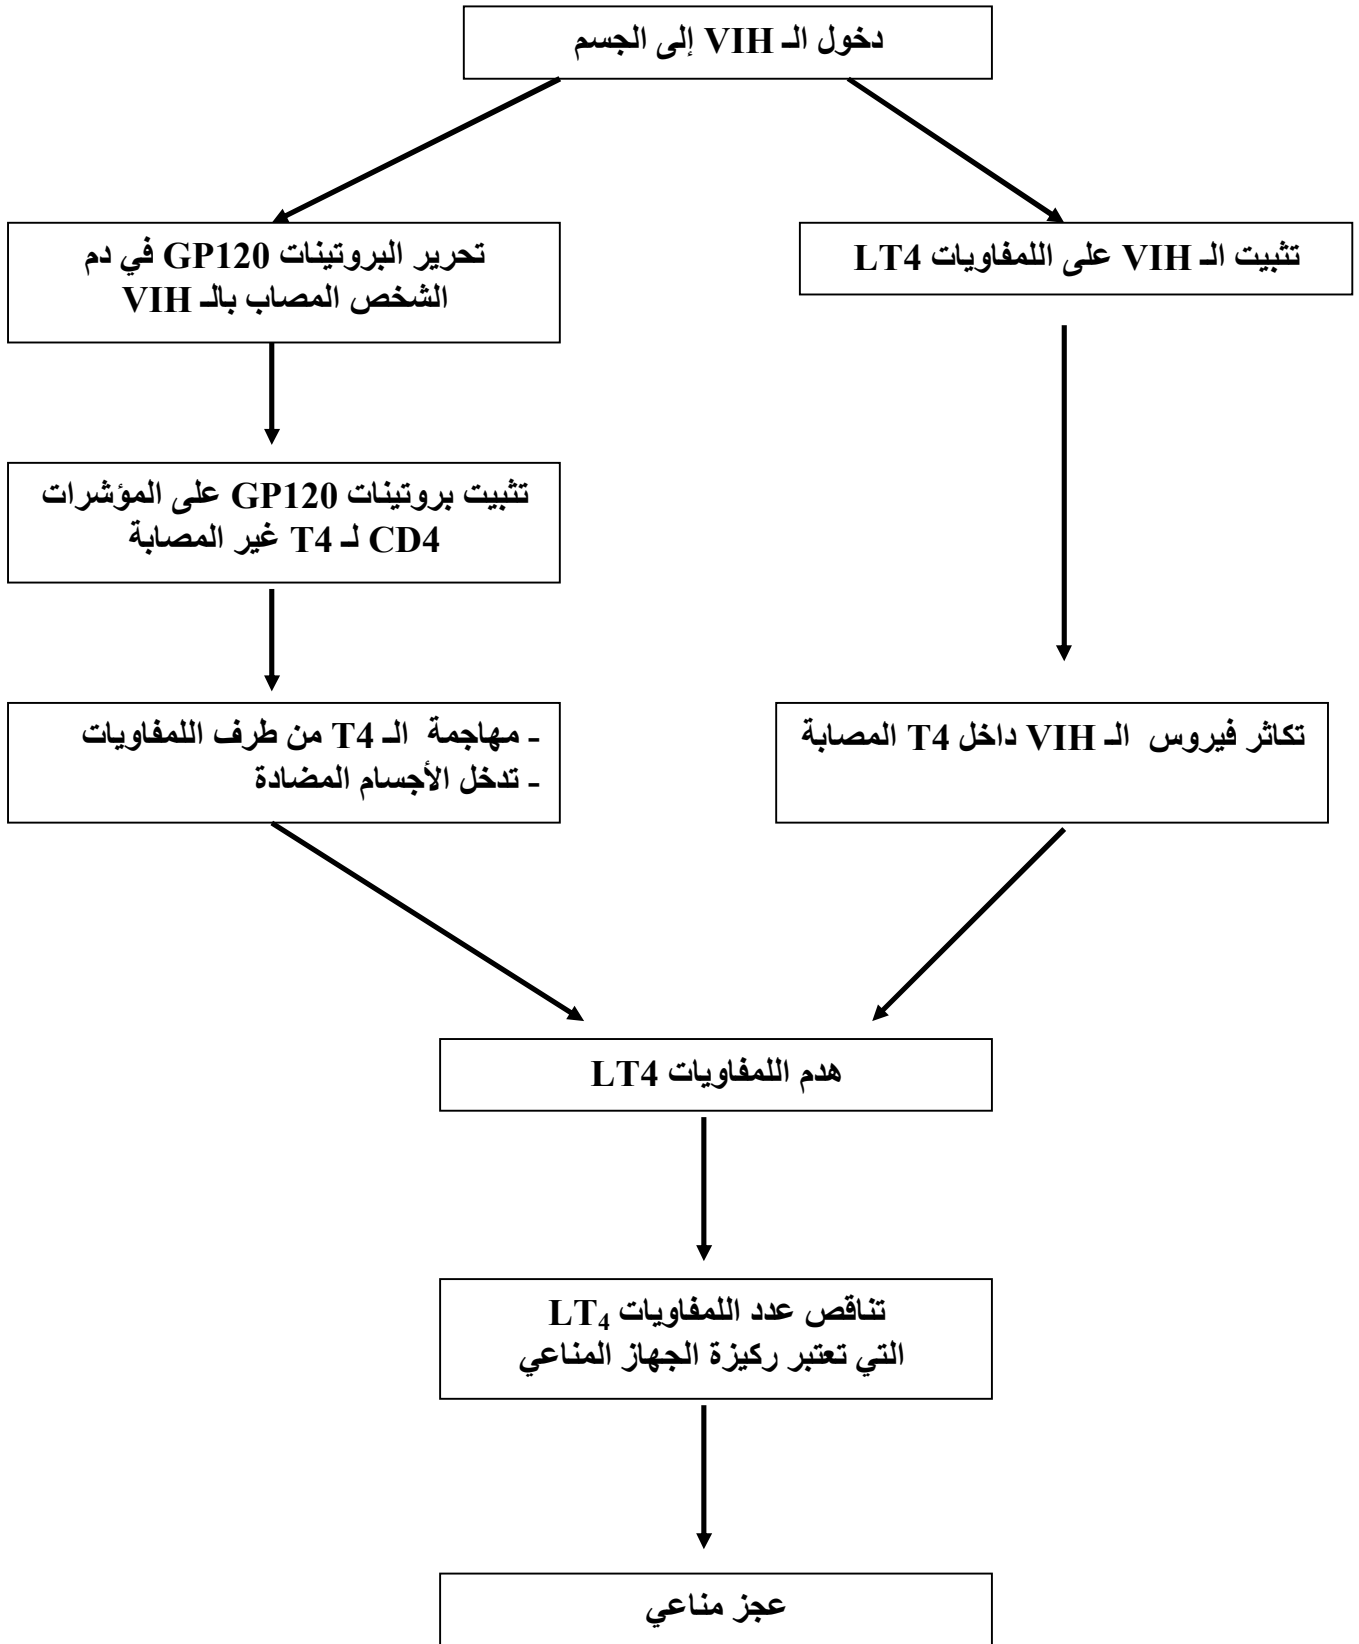 دخول الـ VIH إلى الجسم
تثبيت الـ VIH على اللمفاويات LT4
تحرير البروتينات GP120 في دم
الشخص المصاب بالـ VIH
تثبيت بروتينات GP120 على المؤشرات
CD4 لـ T4 غير المصابة
تكاثر فيروس الـ VIH داخل T4 المصابة
- مهاجمة الـ T4 من طرف اللمفاويات
- تدخل الأجسام المضادة
هدم اللمفاويات LT4
تناقص عدد اللمفاويات LT₄
التي تعتبر ركيزة الجهاز المناعي
عجز مناعي